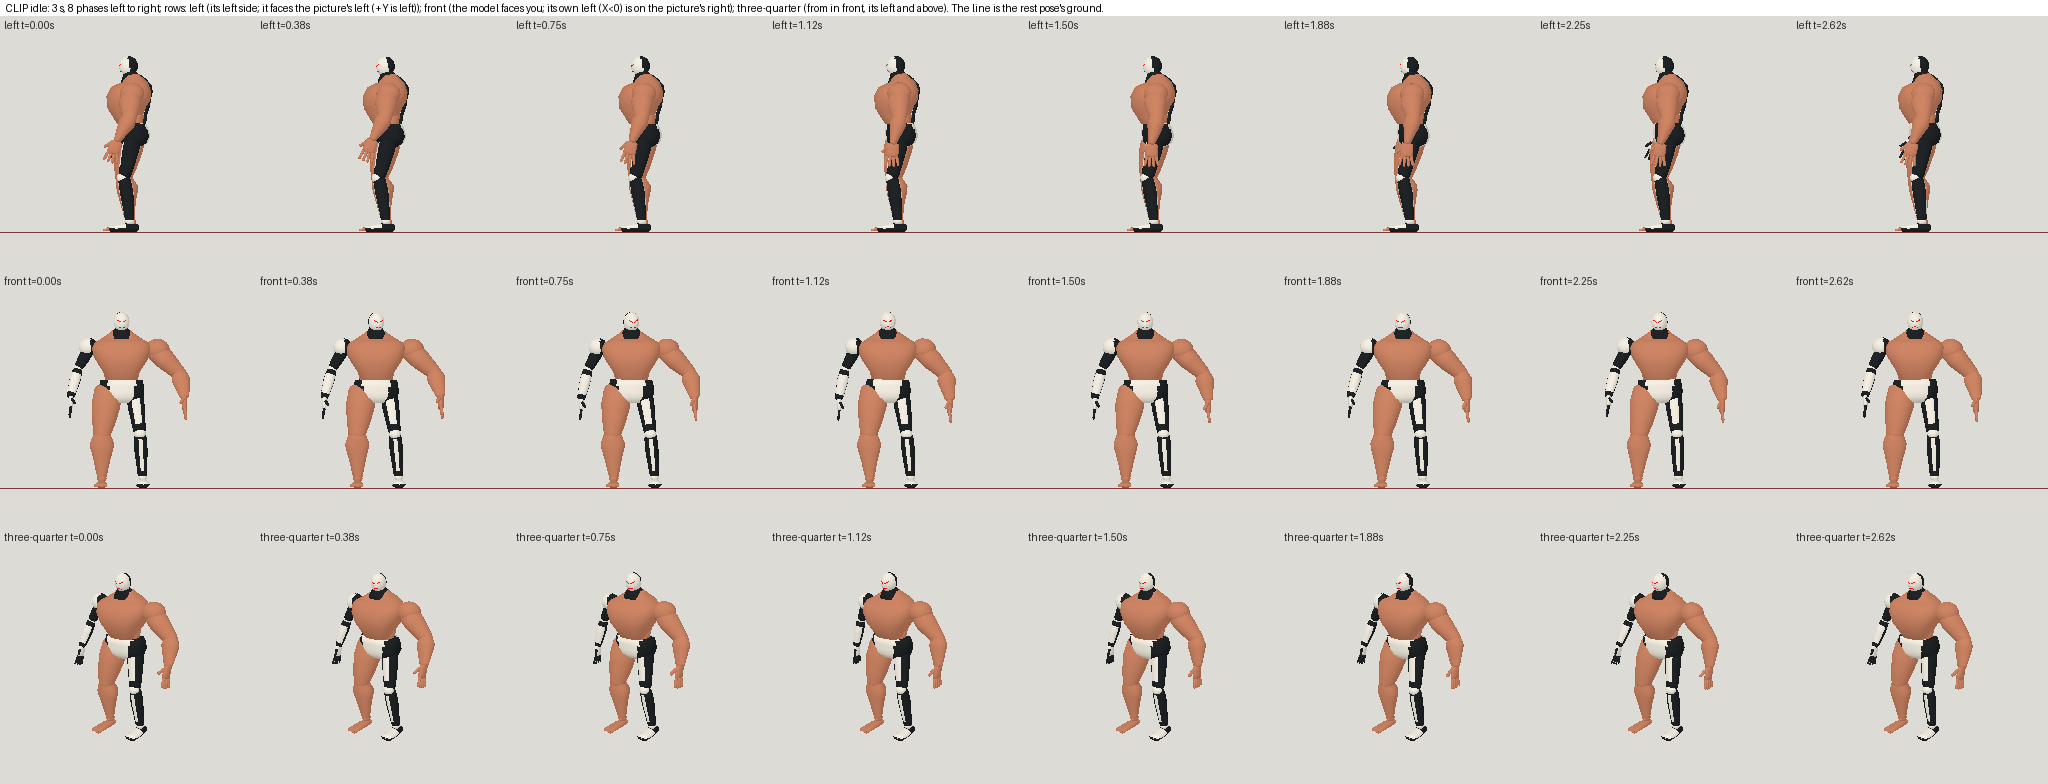 CLIP idle: 3 s, 8 phases left to right; rows: left (its left side; it faces the picture's left (+Y is left)); front (the model faces you; its own left (X<0) is on the picture's right); three-quarter (from in front, its left and above). The line is the rest pose's ground.
left t=0.00s left t=0.38s left t=0.75s left t=1.12s left t=1.50s left t=1.88s left t=2.25s left t=2.62s
front t=0.00s front t=0.38s front t=0.75s front t=1.12s front t=1.50s front t=1.88s front t=2.25s front t=2.62s
three-quarter t=0.00s three-quarter t=0.38s three-quarter t=0.75s three-quarter t=1.12s three-quarter t=1.50s three-quarter t=1.88s three-quarter t=2.25s three-quarter t=2.62s